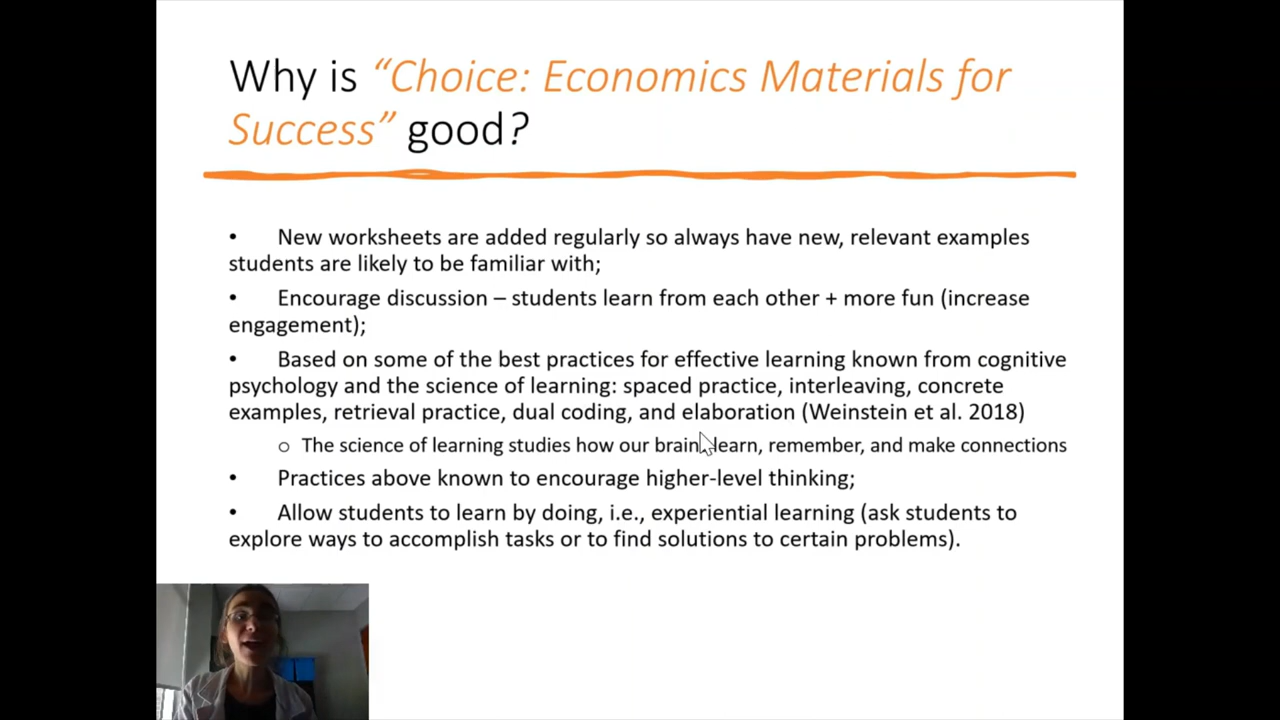 Why is “Choice: Economics Materials for
Success” good?
• New worksheets are added regularly so always have new, relevant examples
students are likely to be familiar with;
• Encourage discussion – students learn from each other + more fun (increase
engagement);
• Based on some of the best practices for effective learning known from cognitive
psychology and the science of learning: spaced practice, interleaving, concrete
examples, retrieval practice, dual coding, and elaboration (Weinstein et al. 2018)
o The science of learning studies how our brain learn, remember, and make connections
• Practices above known to encourage higher-level thinking;
• Allow students to learn by doing, i.e., experiential learning (ask students to
explore ways to accomplish tasks or to find solutions to certain problems).